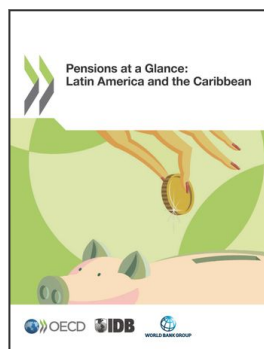 Pensions at a Glance:
Latin America and the Caribbean
OECD
IDB
WORLD BANK GROUP